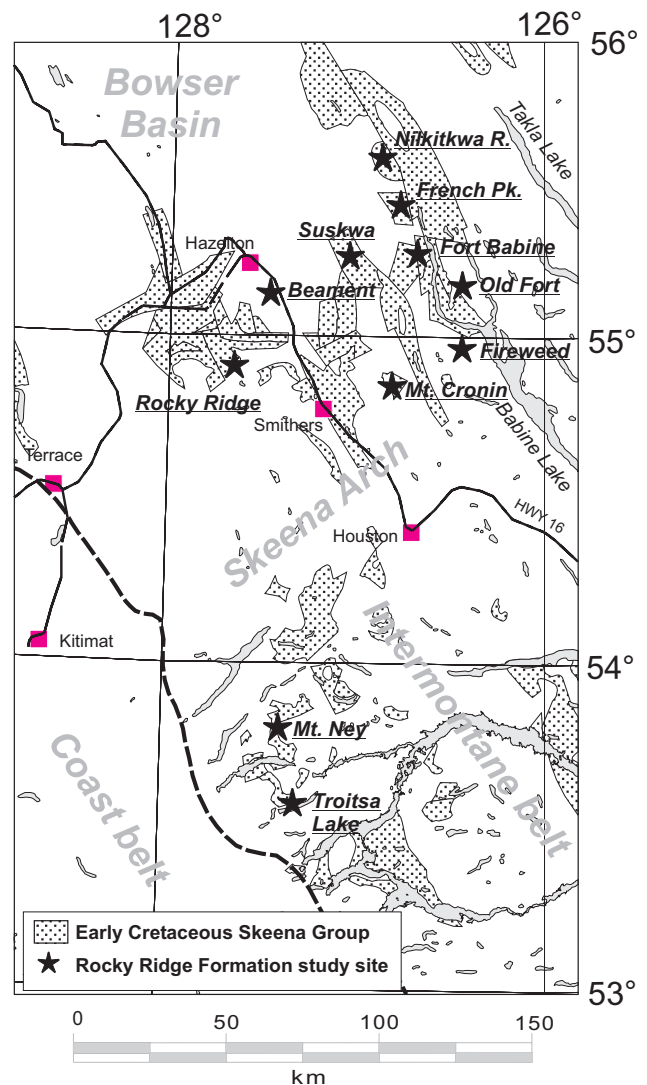 128°
126°
56°
Bowser
Basin
Takla Lake
Nilkitkwa R.
French Pk.
Suskwa
Hazelton
Fort Babine
Beament
Old Fort
55°
Fireweed
Rocky Ridge
Mt. Cronin
Smithers
Babine Lake
Terrace
Skeena Arch
HWY 16
Houston
Intermontane belt
Kitimat
54°
Mt. Ney
Coast belt
Troitsa
Lake
Early Cretaceous Skeena Group
Rocky Ridge Formation study site
53°
0 50 100 150
km